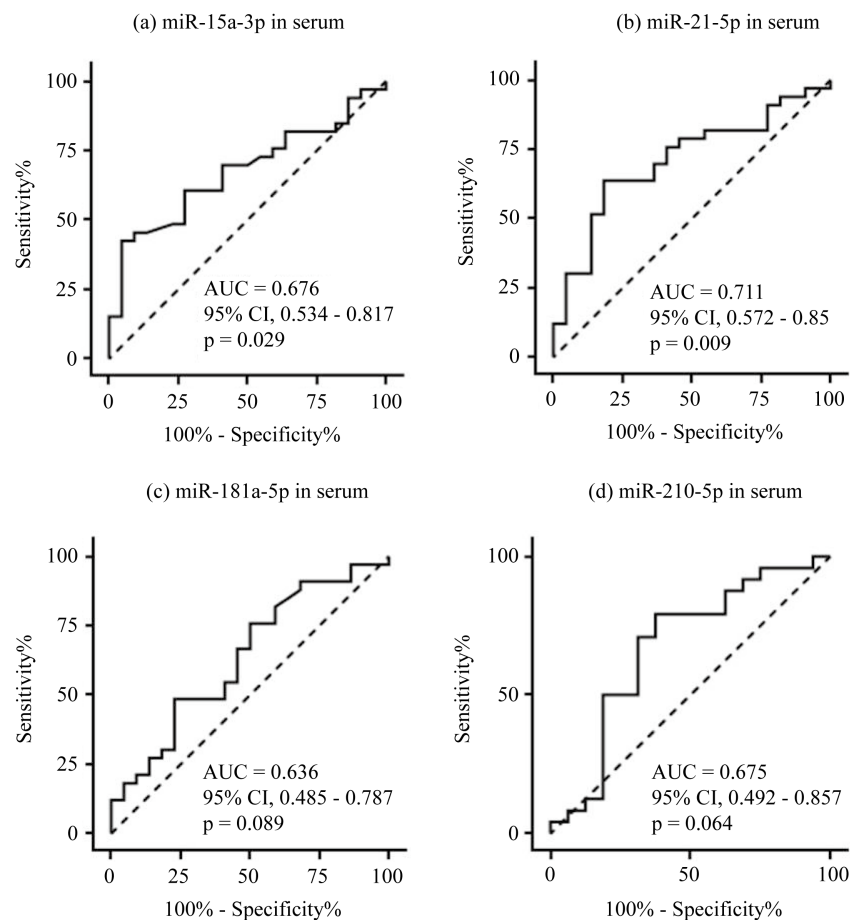 (a) miR-15a-3p in serum
100
75
50
25
0
Sensitivity%
AUC = 0.676
95% CI, 0.534 - 0.817
p = 0.029
0 25 50 75 100
100% - Specificity%
(b) miR-21-5p in serum
100
75
50
25
0
Sensitivity%
AUC = 0.711
95% CI, 0.572 - 0.85
p = 0.009
0 25 50 75 100
100% - Specificity%
(c) miR-181a-5p in serum
100
75
50
25
0
Sensitivity%
AUC = 0.636
95% CI, 0.485 - 0.787
p = 0.089
0 25 50 75 100
100% - Specificity%
(d) miR-210-5p in serum
100
50
0
Sensitivity%
AUC = 0.675
95% CI, 0.492 - 0.857
p = 0.064
0 50 100
100% - Specificity%